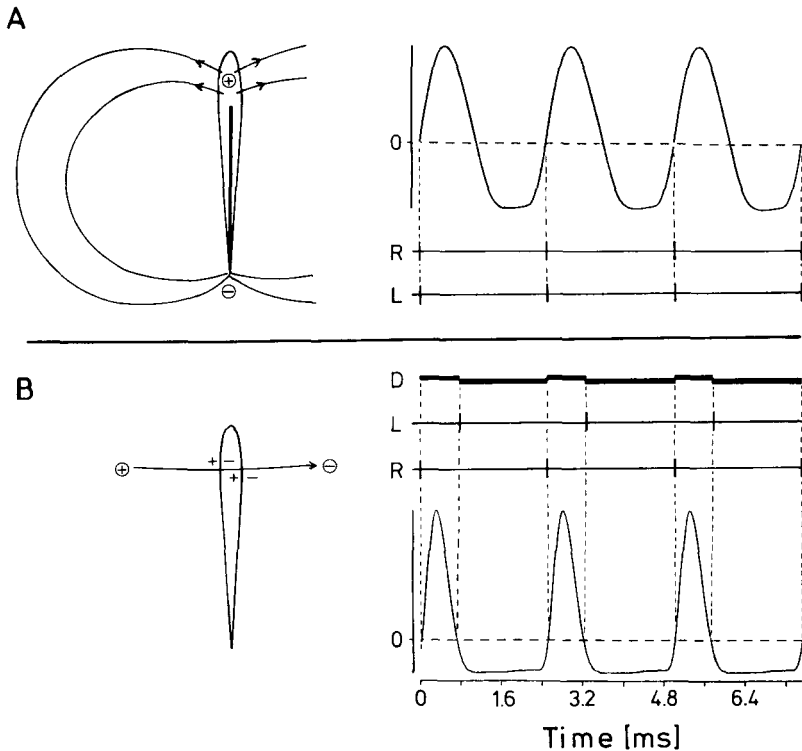 A
⊕
0
R
L
⊖
B
D
L
⊕ + − ⊖
+ −
R
0
0 1.6 3.2 4.8 6.4
Time [ms]